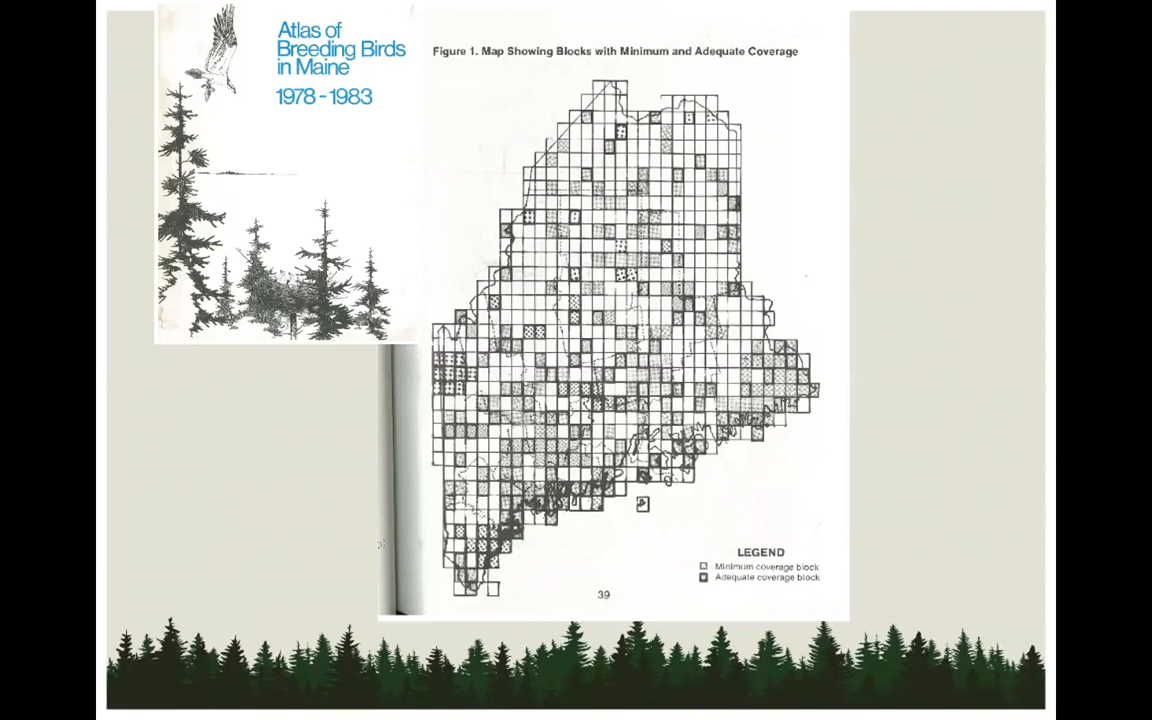 Atlas of
Breeding Birds
in Maine
1978-1983
Figure 1. Map Showing Blocks with Minimum and Adequate Coverage
LEGEND
Minimum coverage block
Adequate coverage block
39